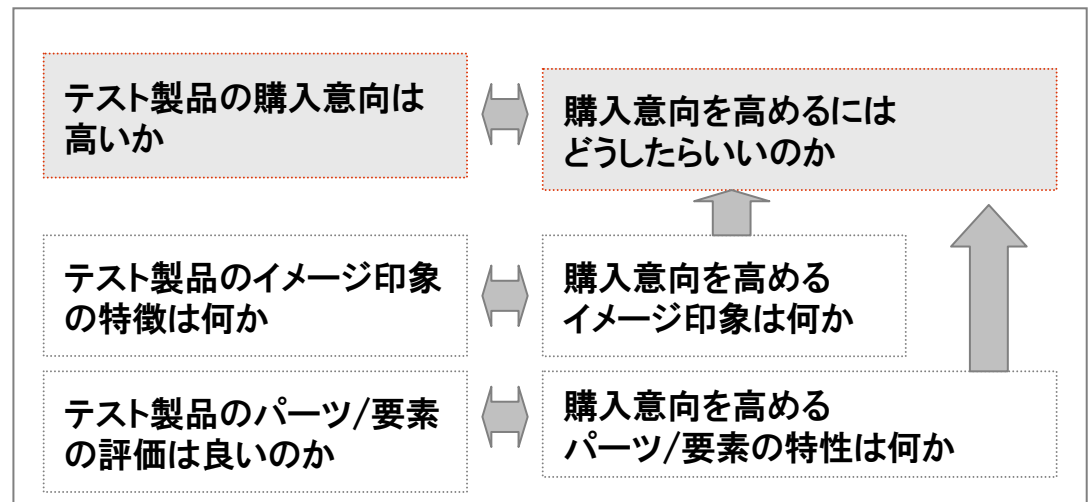 テスト製品の購入意向は
高いか
購入意向を高めるには
どうしたらいいのか
テスト製品のイメージ印象
の特徴は何か
購入意向を高める
イメージ印象は何か
テスト製品のパーツ/要素
の評価は良いのか
購入意向を高める
パーツ/要素の特性は何か